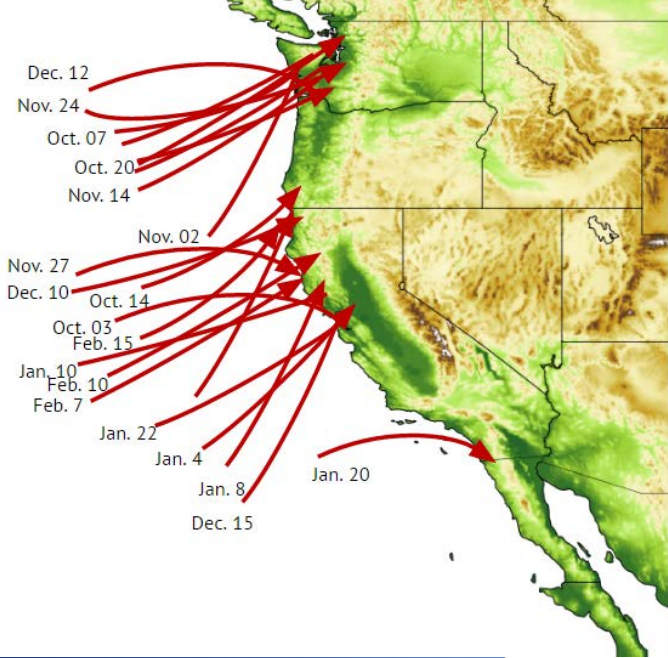 Dec. 12
Nov. 24
Oct. 07
Oct. 20
Nov. 14
Nov. 02
Nov. 27
Dec. 10
Oct. 14
Oct. 03
Feb. 15
Jan. 10
Feb. 10
Feb. 7
Jan. 22
Jan. 4
Jan. 20
Jan. 8
Dec. 15